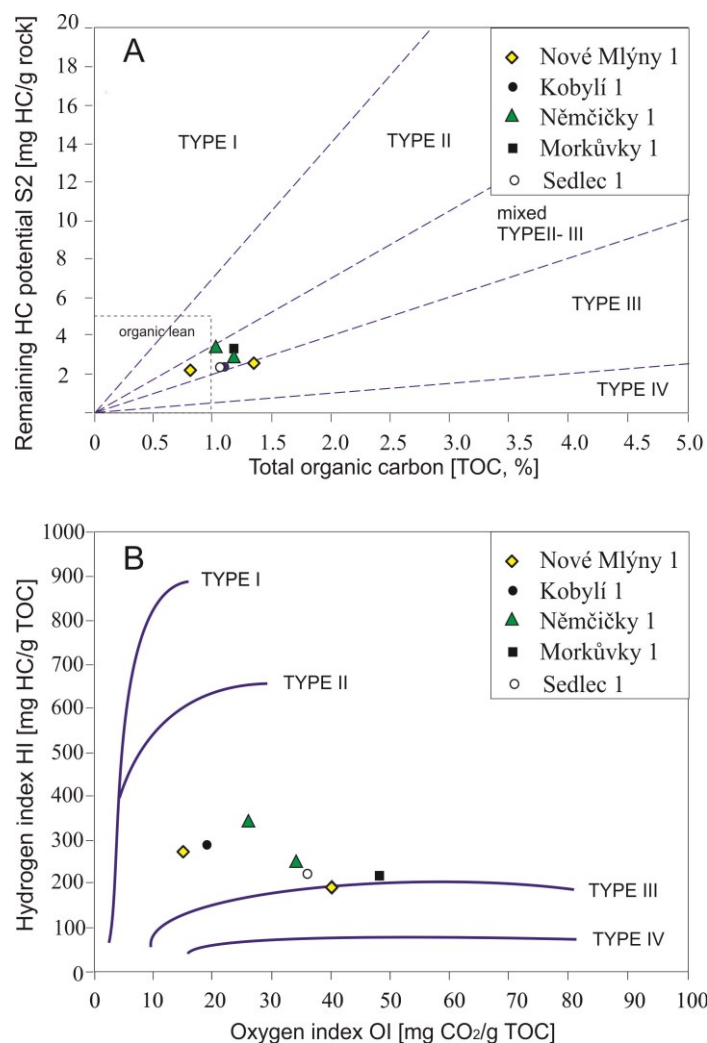 A
Remaining HC potential S2 [mg HC/g rock]
20
18
16
14
12
10
8
6
4
2
0
0.5
1.0
1.5
2.0
2.5
3.0
3.5
4.0
4.5
5.0
Total organic carbon [TOC, %]
TYPE I
TYPE II
mixed
TYPEII- III
TYPE III
TYPE IV
organic lean
Nové Mlýny 1
Kobylí 1
Němčičky 1
Morkůvky 1
Sedlec 1
B
Hydrogen index HI [mg HC/g TOC]
1000
900
800
700
600
500
400
300
200
100
0
0
10
20
30
40
50
60
70
80
90
100
Oxygen index OI [mg CO₂/g TOC]
TYPE I
TYPE II
TYPE III
TYPE IV
Nové Mlýny 1
Kobylí 1
Němčičky 1
Morkůvky 1
Sedlec 1